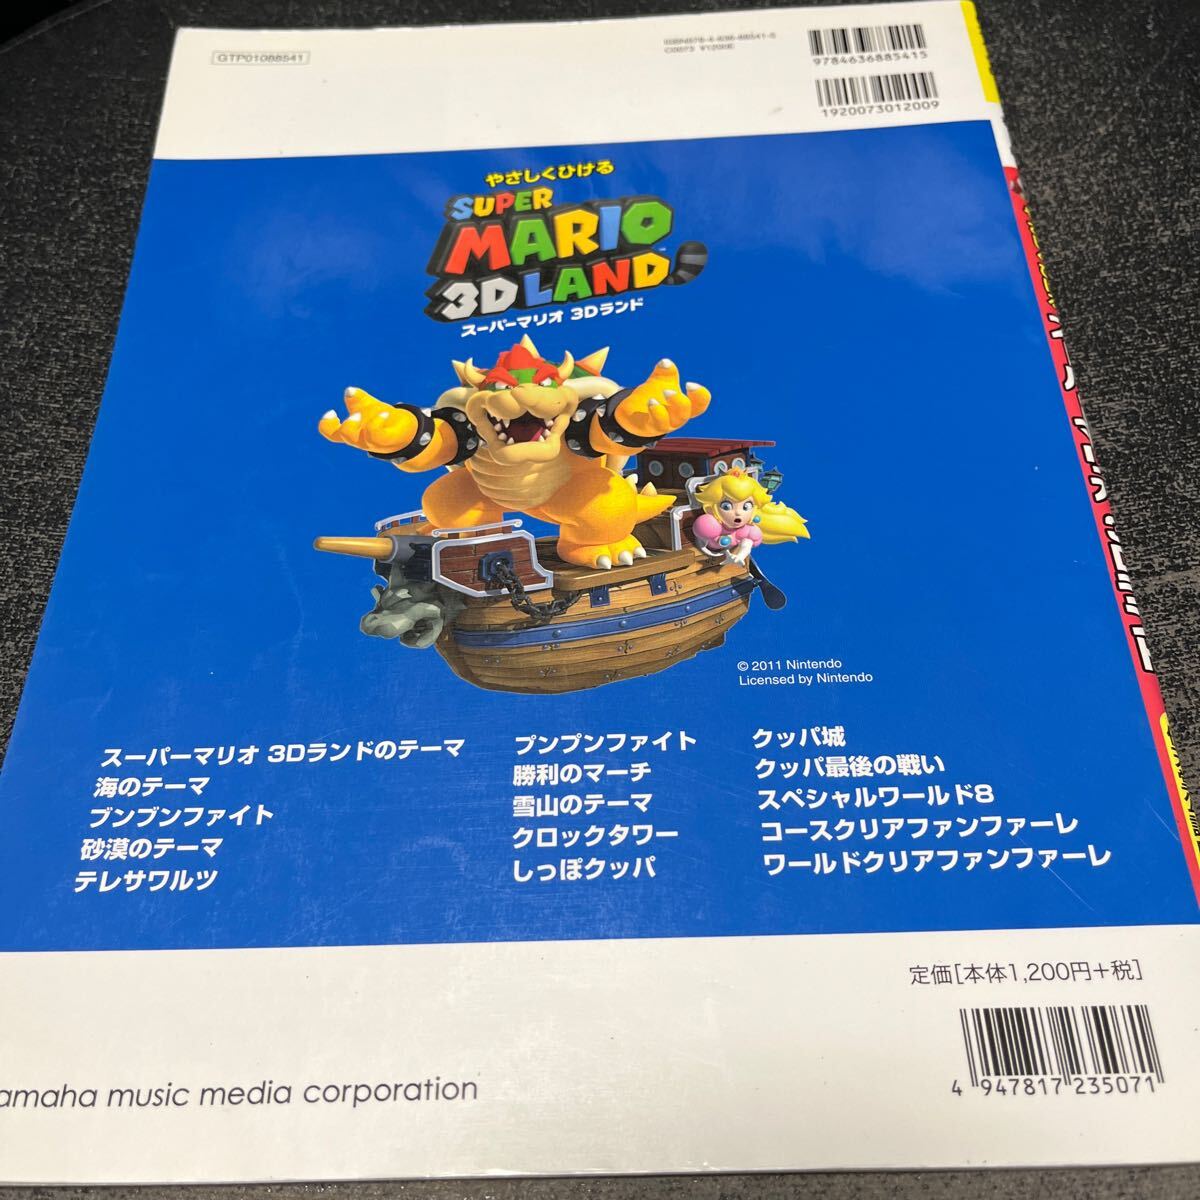 GTP01088541
ISBN978-4-636-88541-5
C0073 ¥1200E
9784636885415
1920073012009
やさしくひける
SUPER
MARIO
3D LAND
TM
スーパーマリオ 3Dランド
© 2011 Nintendo
Licensed by Nintendo
スーパーマリオ 3Dランドのテーマ
海のテーマ
ブンブンファイト
砂漠のテーマ
テレサワルツ
プンプンファイト
勝利のマーチ
雪山のテーマ
クロックタワー
しっぽクッパ
クッパ城
クッパ最後の戦い
スペシャルワールド8
コースクリアファンファーレ
ワールドクリアファンファーレ
定価[本体1,200円+税]
4 947817 235071
amaha music media corporation